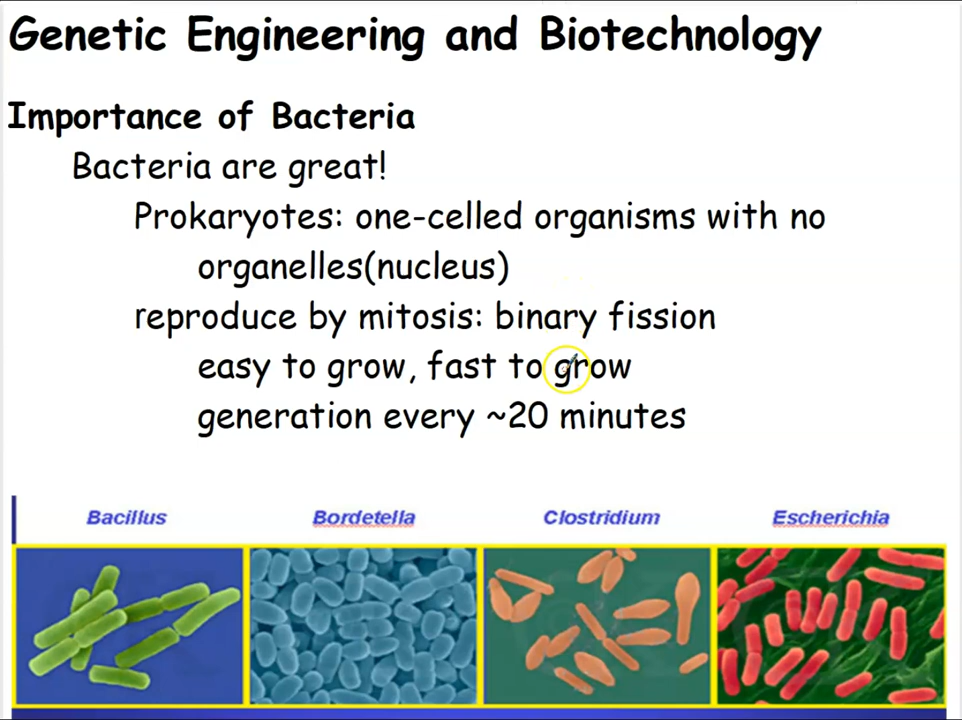 Genetic Engineering and Biotechnology
Importance of Bacteria
Bacteria are great!
Prokaryotes: one-celled organisms with no
organelles(nucleus)
reproduce by mitosis: binary fission
easy to grow, fast to grow
generation every ~20 minutes
Bacillus Bordetella Clostridium Escherichia